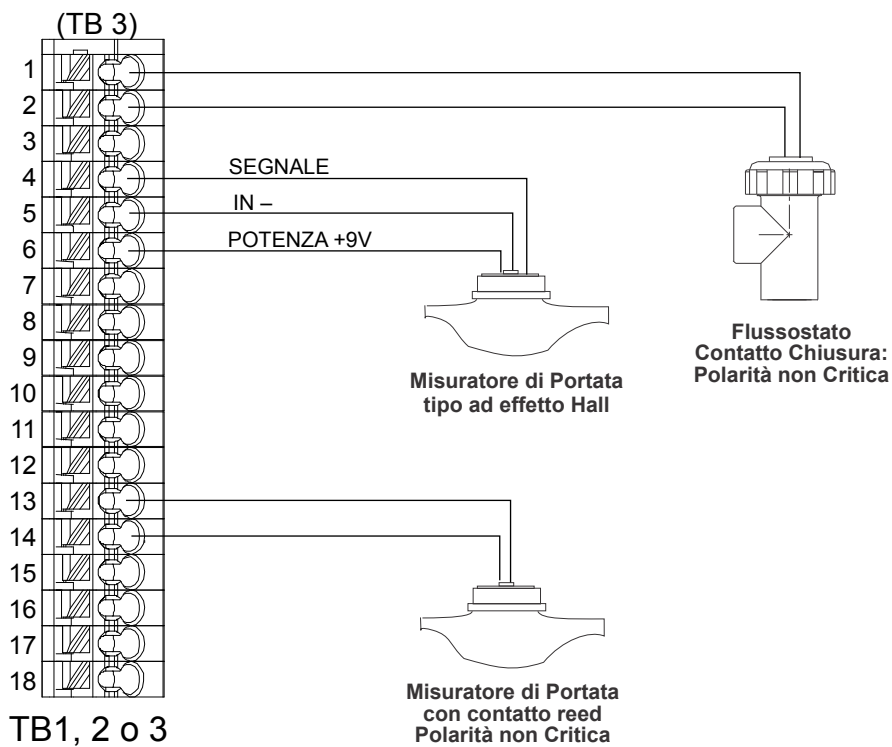 (TB 3)
1
2
3
4
5
6
7
8
9
10
11
12
13
14
15
16
17
18
TB1, 2 o 3
SEGNALE
IN –
POTENZA +9V
Misuratore di Portata
tipo ad effetto Hall
Flussostato
Contatto Chiusura:
Polarità non Critica
Misuratore di Portata
con contatto reed
Polarità non Critica